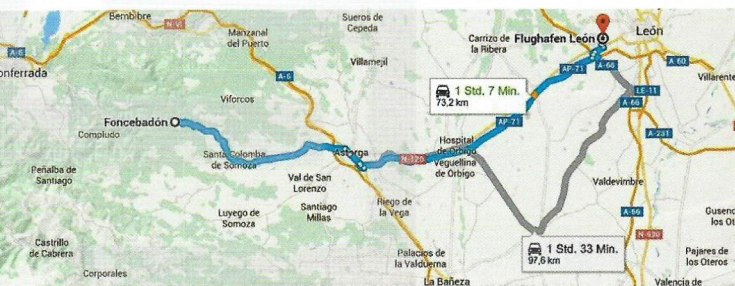 Bembibre
N-VI
Manzanal
del Puerto
Sueros de
Cepeda
Carrizo de
la Ribera
Flughafen León
León
A-6
onferrada
Villamejil
A-6
AP-71
A-66
A 60
Villarente
1 Std. 7 Min.
73,2 km
LE-11
A-66
Viforcos
Foncebadón
Compludo
AP-71
A-231
Santa Colomba
de Somoza
Astorga
N-120
Hospital
de Órbigo
Veguellina
de Órbigo
Peñalba de
Santiago
Val de San
Lorenzo
Valdevimbre
Luyego de
Somoza
Santiago
Millas
Riego de
la Vega
A-66
Gusend
los Ot
N-630
Castrillo
de Cabrera
Palacios de
la Valduerna
1 Std. 33 Min.
97,6 km
Pajares de
los Oteros
Corporales
La Bañeza
Valencia de